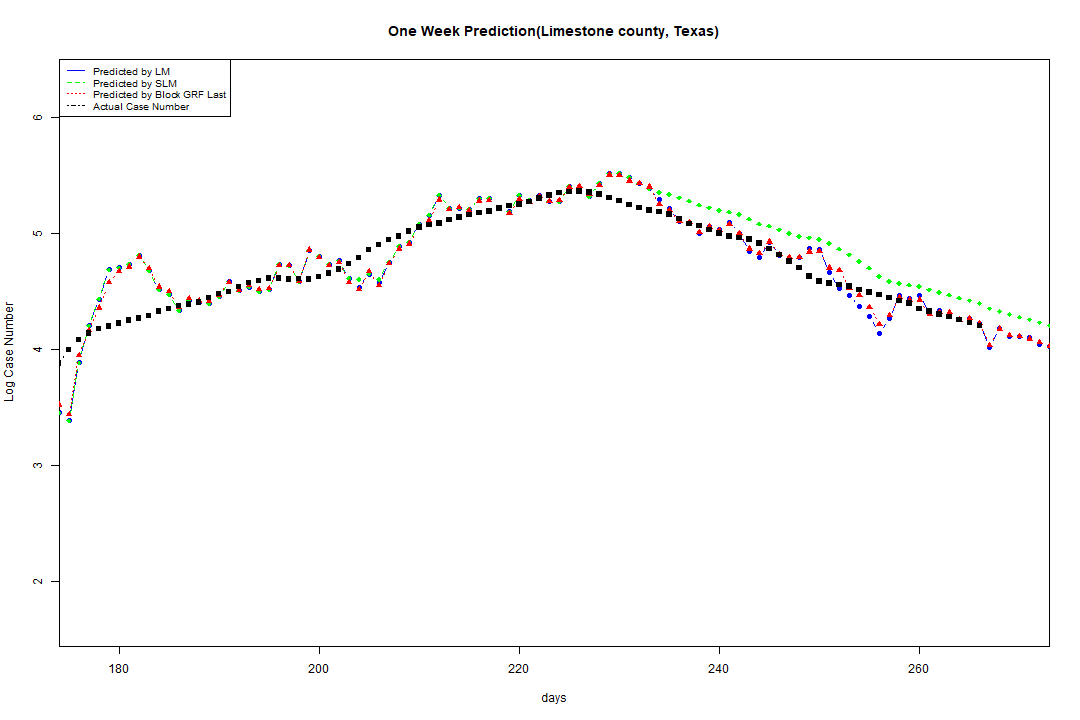 One Week Prediction(Limestone county, Texas)
Predicted by LM
Predicted by SLM
Predicted by Block GRF Last
Actual Case Number
6
5
4
3
2
Log Case Number
180 200 220 240 260
days